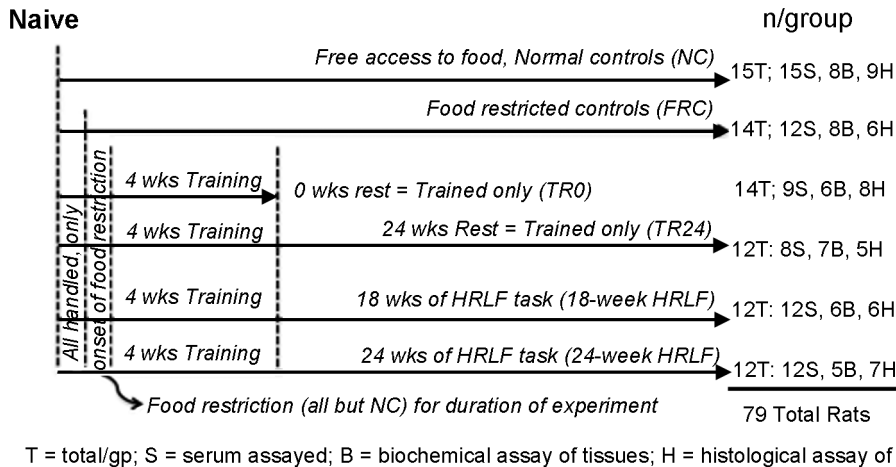 Naive
n/group
Free access to food, Normal controls (NC)
15T; 15S, 8B, 9H
Food restricted controls (FRC)
14T; 12S, 8B, 6H
All handled, only
onset of food restriction
4 wks Training
0 wks rest = Trained only (TR0)
14T; 9S, 6B, 8H
4 wks Training
24 wks Rest = Trained only (TR24)
12T: 8S, 7B, 5H
4 wks Training
18 wks of HRLF task (18-week HRLF)
12T: 12S, 6B, 6H
4 wks Training
24 wks of HRLF task (24-week HRLF)
12T: 12S, 5B, 7H
Food restriction (all but NC) for duration of experiment
79 Total Rats
T = total/gp; S = serum assayed; B = biochemical assay of tissues; H = histological assay of